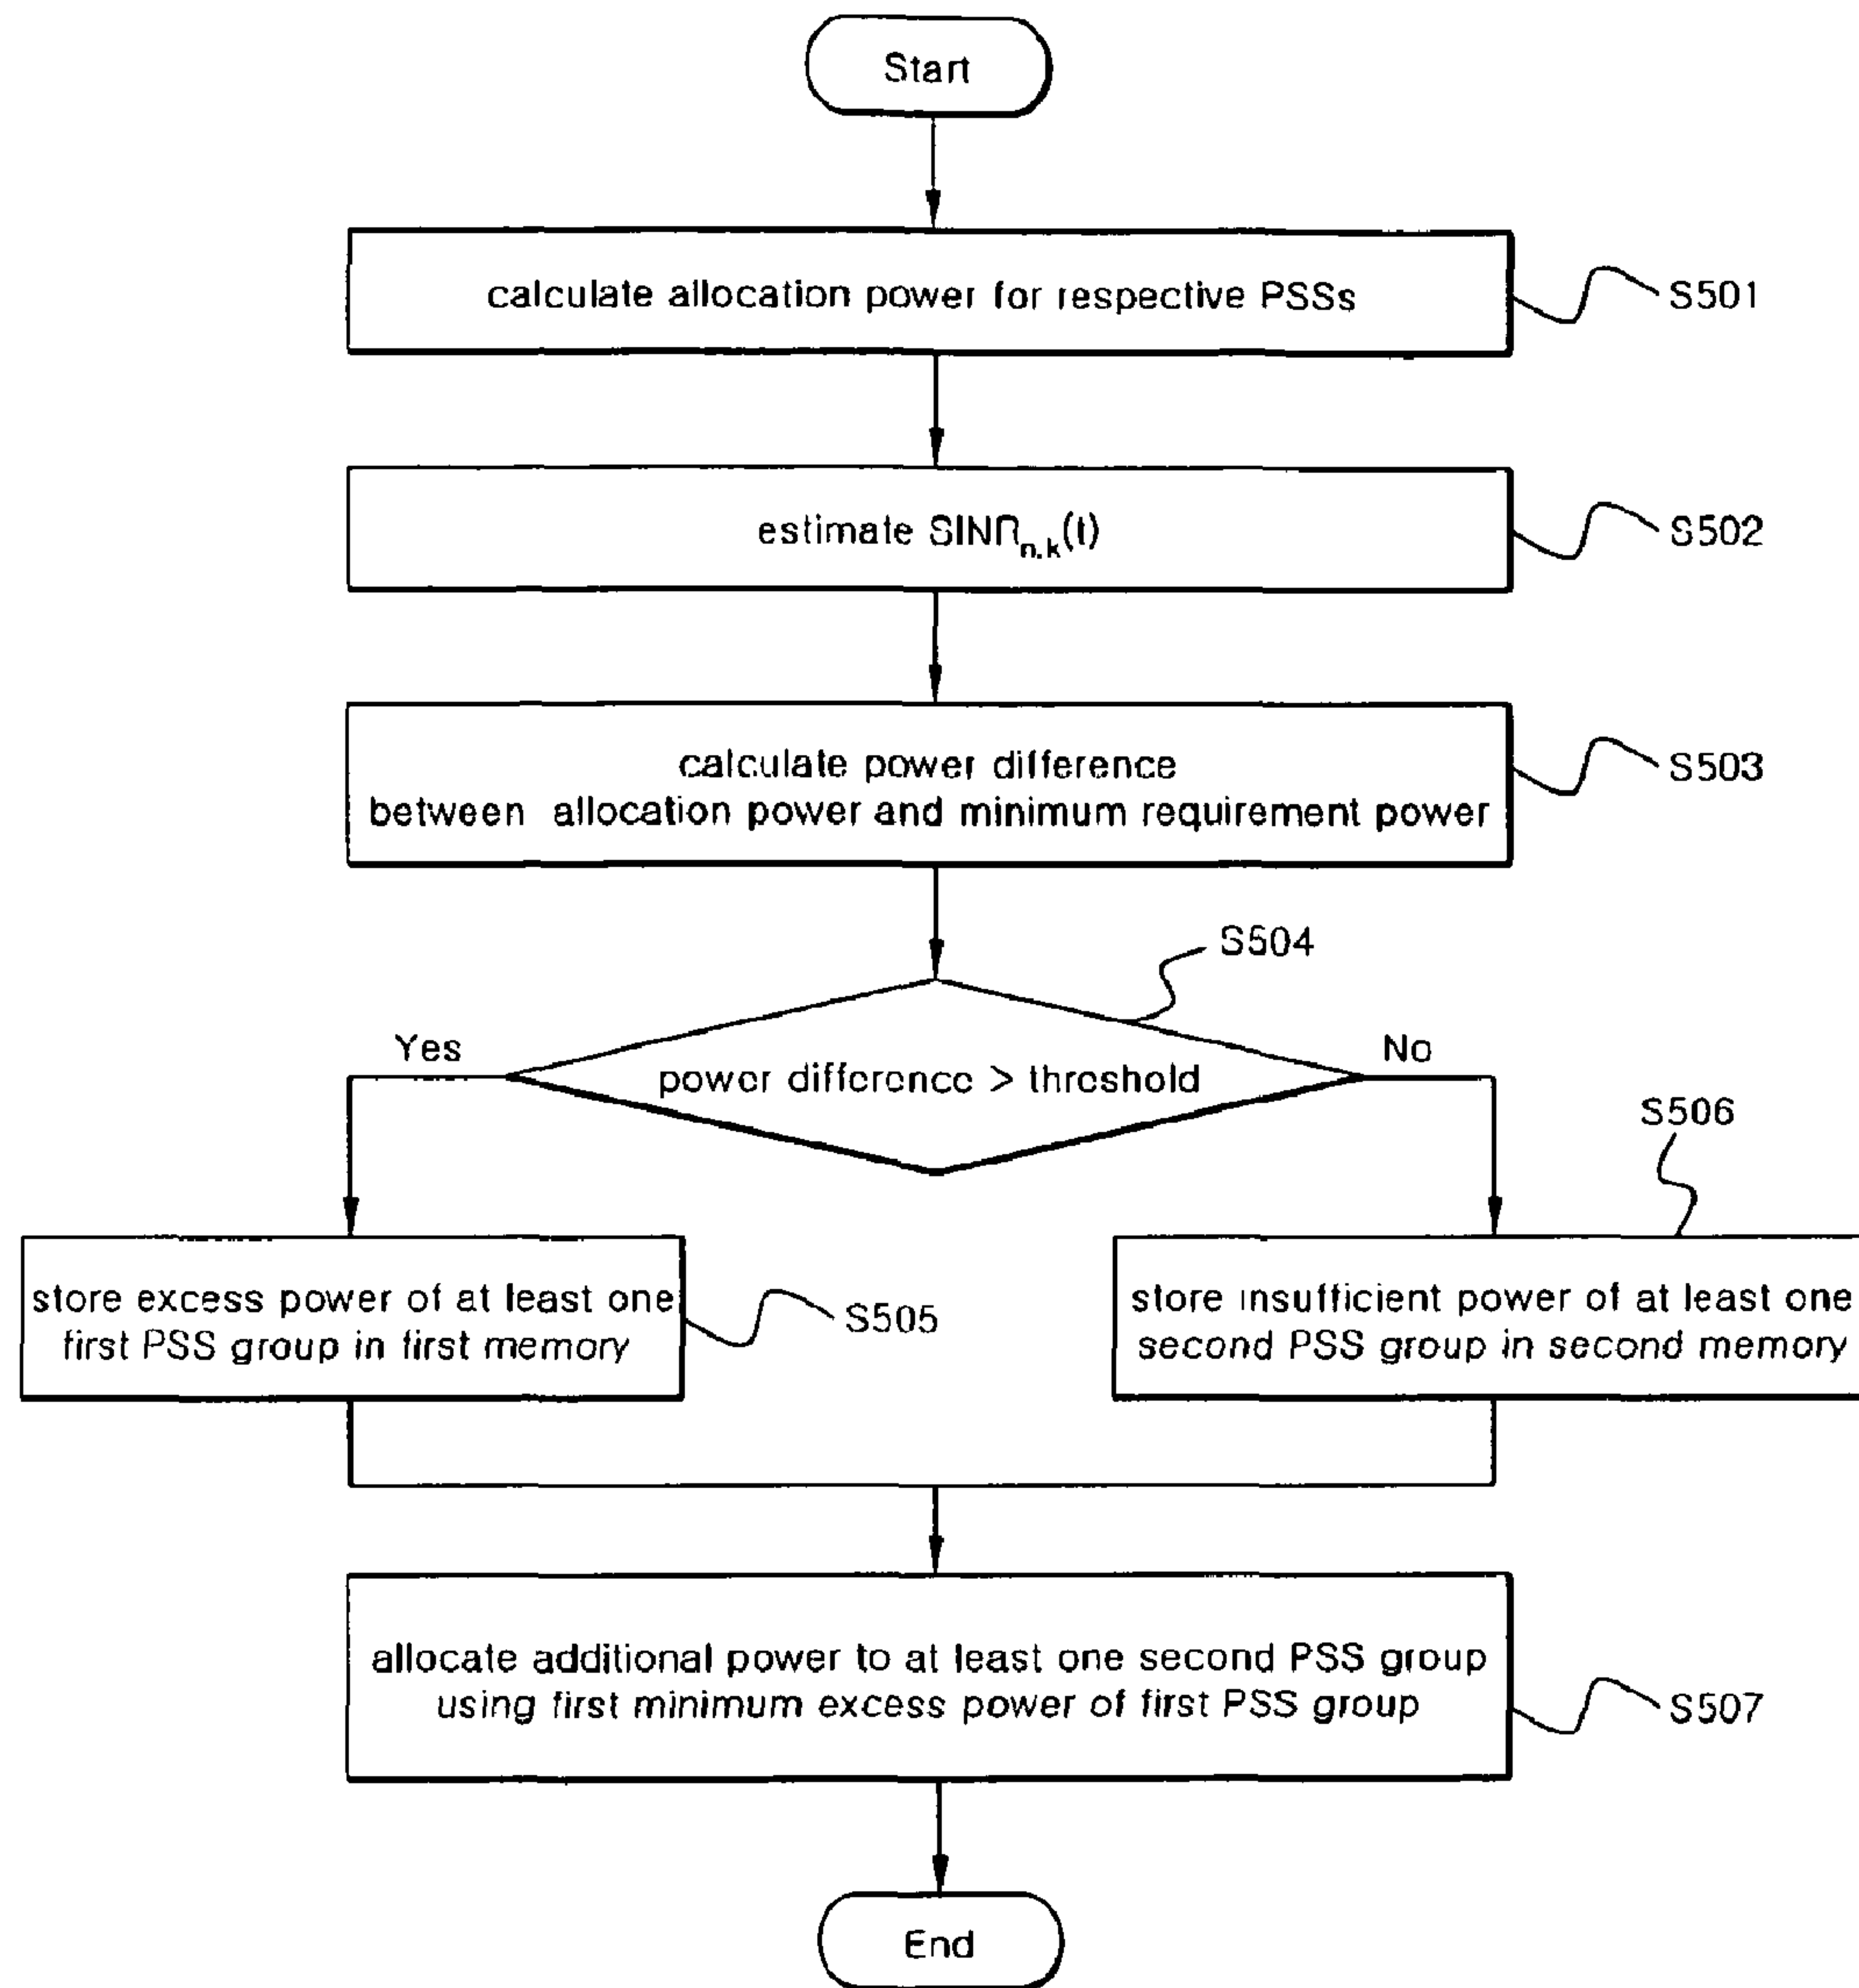 Start
calculate allocation power for respective PSSs
S501
estimate SINR_{n,k}(t)
S502
calculate power difference
between allocation power and minimum requirement power
S503
S504
Yes
power difference > threshold
No
S506
store excess power of at least one
first PSS group in first memory
S505
store insufficient power of at least one
second PSS group in second memory
allocate additional power to at least one second PSS group
using first minimum excess power of first PSS group
S507
End